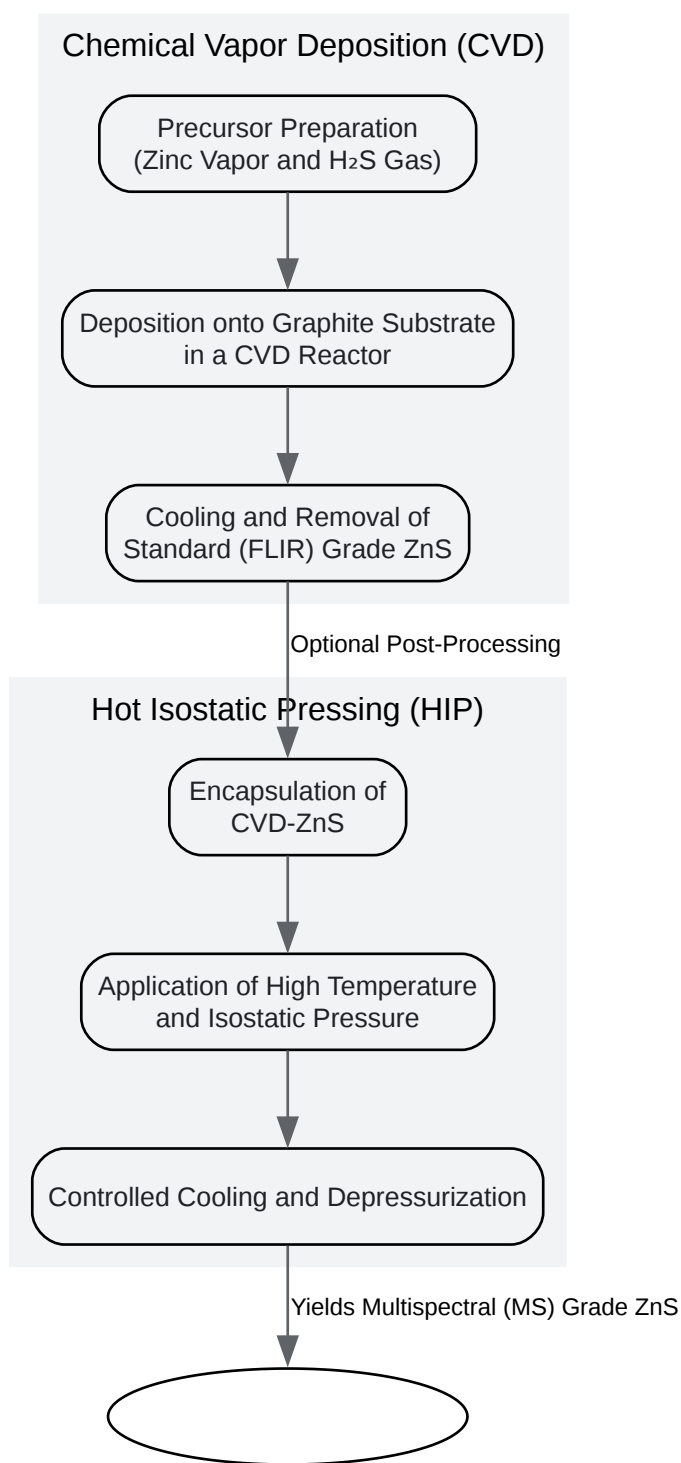 Chemical Vapor Deposition (CVD)
Precursor Preparation
(Zinc Vapor and H₂S Gas)
Deposition onto Graphite Substrate
in a CVD Reactor
Cooling and Removal of
Standard (FLIR) Grade ZnS
Optional Post-Processing
Hot Isostatic Pressing (HIP)
Encapsulation of
CVD-ZnS
Application of High Temperature
and Isostatic Pressure
Controlled Cooling and Depressurization
Yields Multispectral (MS) Grade ZnS